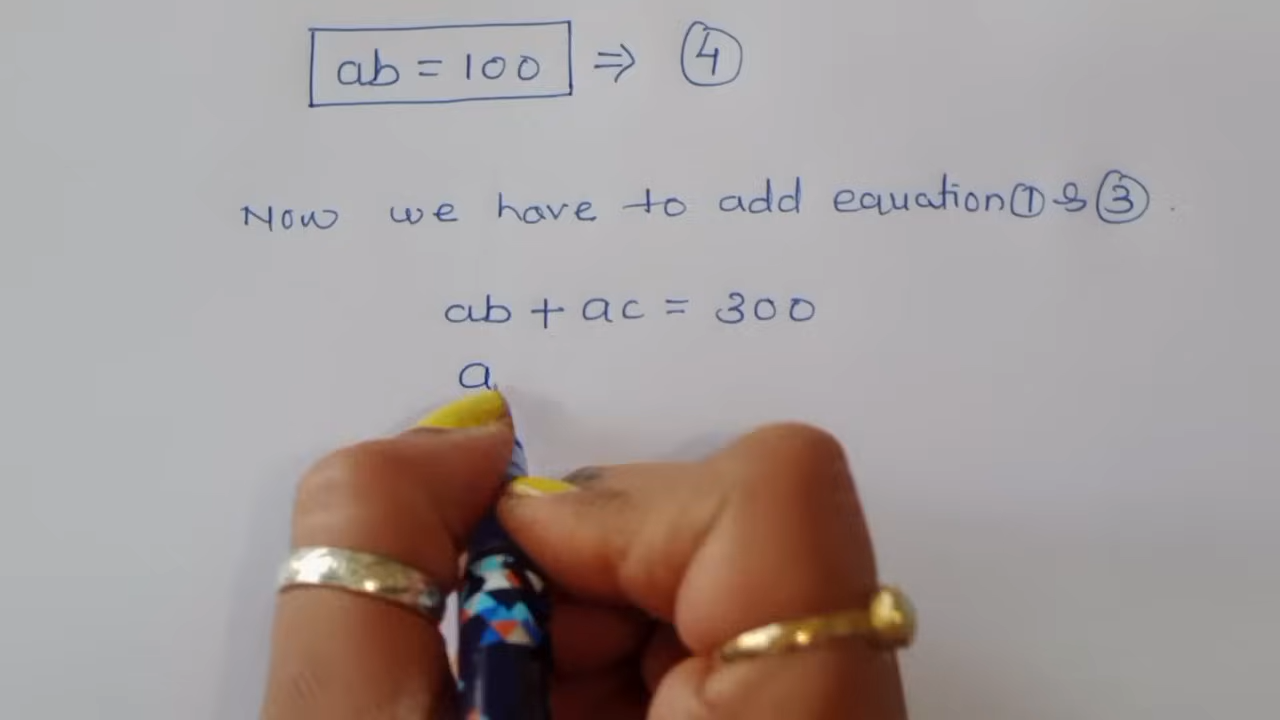 ab = 100 ⇒ ④
Now we have to add equation ① & ③.
ab + ac = 300
a